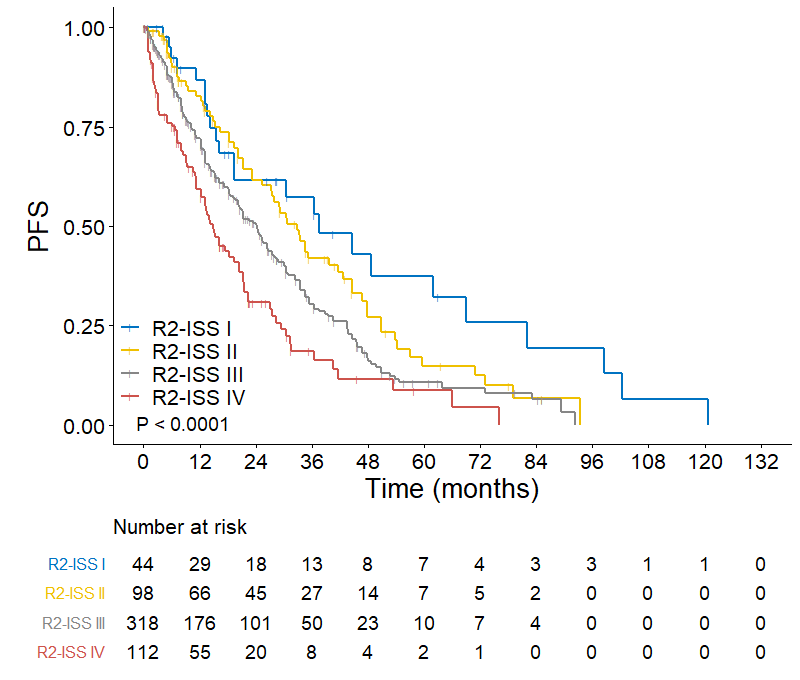 1.00
0.75
0.50
0.25
0.00
PFS
R2-ISS I
R2-ISS II
R2-ISS III
R2-ISS IV
P < 0.0001
0 12 24 36 48 60 72 84 96 108 120 132
Time (months)
Number at risk
R2-ISS I 44 29 18 13 8 7 4 3 3 1 1 0
R2-ISS II 98 66 45 27 14 7 5 2 0 0 0 0
R2-ISS III 318 176 101 50 23 10 7 4 0 0 0 0
R2-ISS IV 112 55 20 8 4 2 1 0 0 0 0 0